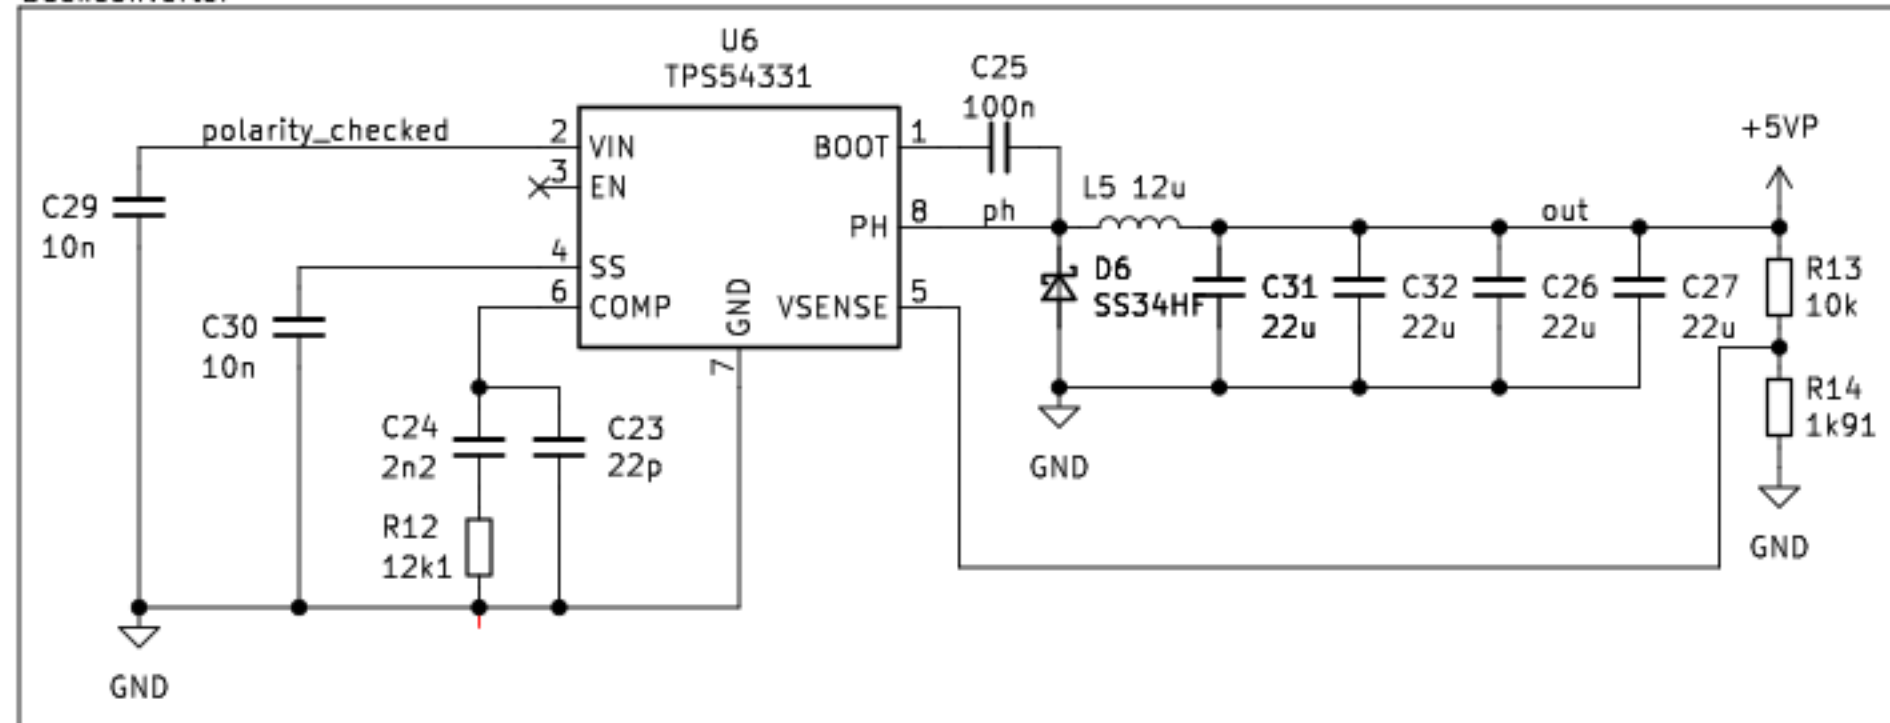 U6
TPS54331
C25
100n
polarity_checked
2
VIN
BOOT
1
3
EN
+5VP
L5 12u
C29
10n
PH
8
ph
out
4
SS
D6
SS34HF
R13
10k
6
COMP
GND
VSENSE
5
C31
22u
C32
22u
C26
22u
C27
22u
C30
10n
7
R14
1k91
C24
2n2
C23
22p
GND
R12
12k1
GND
GND